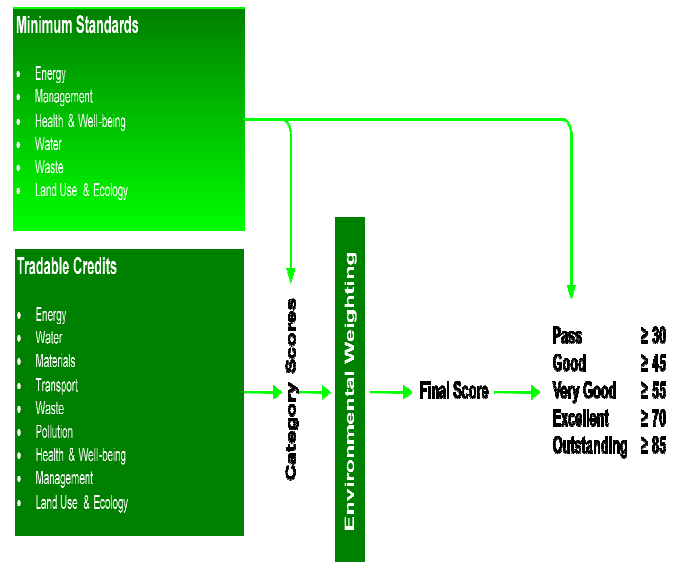 Minimum Standards
• Energy
• Management
• Health & Well-being
• Water
• Waste
• Land Use & Ecology
Tradable Credits
• Energy
• Water
• Materials
• Transport
• Waste
• Pollution
• Health & Well-being
• Management
• Land Use & Ecology
Category Scores
Environmental Weighting
Final Score
Pass ≥ 30
Good ≥ 45
Very Good ≥ 55
Excellent ≥ 70
Outstanding ≥ 85